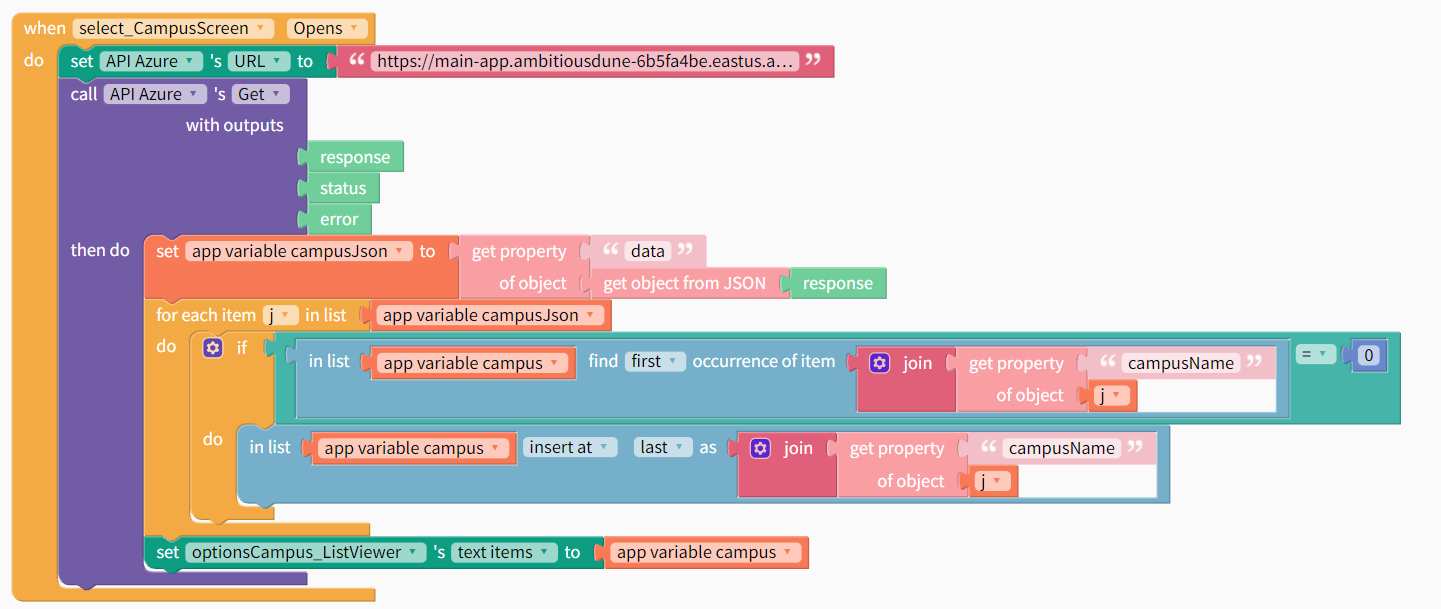 when select_CampusScreen Opens
do set API Azure 's URL to “ https://main-app.ambitiousdune-6b5fa4be.eastus.a… ”
call API Azure 's Get
with outputs
response
status
error
then do set app variable campusJson to get property “ data ”
of object get object from JSON response
for each item j in list app variable campusJson
do if in list app variable campus find first occurrence of item join get property “ campusName ” = 0
of object j
do in list app variable campus insert at last as join get property “ campusName ”
of object j
set optionsCampus_ListViewer 's text items to app variable campus